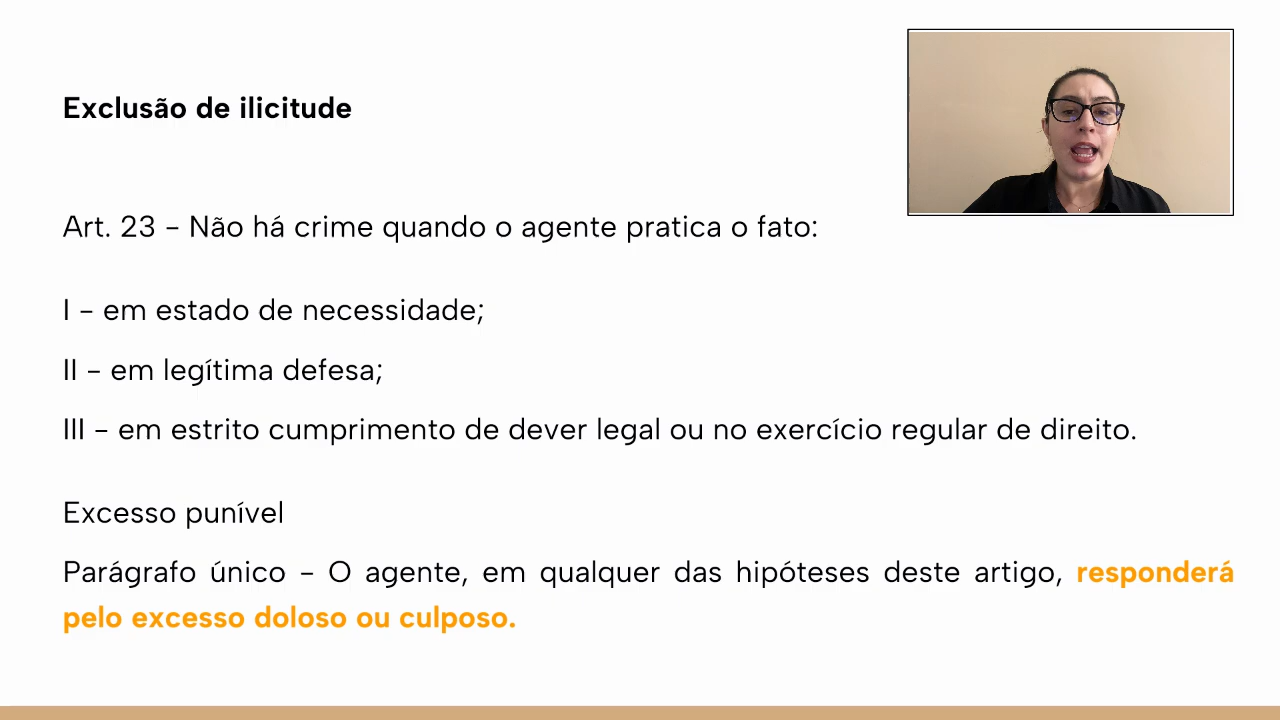 Exclusão de ilicitude
Art. 23 – Não há crime quando o agente pratica o fato:
I – em estado de necessidade;
II – em legítima defesa;
III – em estrito cumprimento de dever legal ou no exercício regular de direito.
Excesso punível
Parágrafo único – O agente, em qualquer das hipóteses deste artigo, responderá
pelo excesso doloso ou culposo.